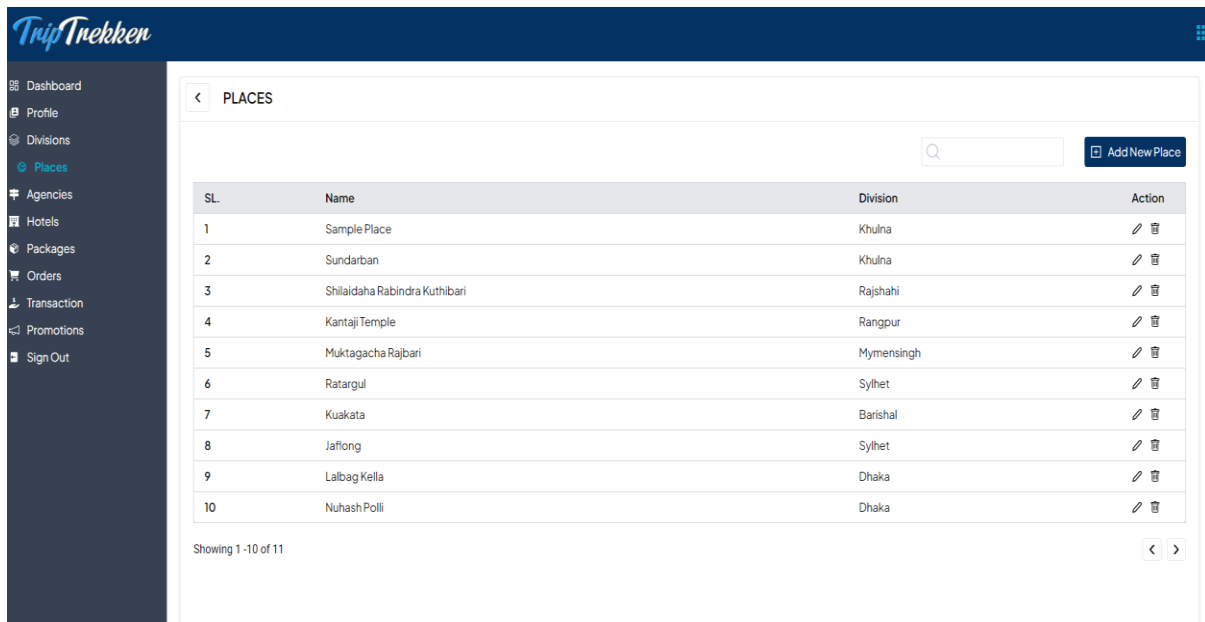 TripTrekken
Dashboard
Profile
Divisions
Places
Agencies
Hotels
Packages
Orders
Transaction
Promotions
Sign Out
PLACES
Add New Place
SL. Name Division Action
1 Sample Place Khulna
2 Sundarban Khulna
3 Shilaidaha Rabindra Kuthibari Rajshahi
4 Kantaji Temple Rangpur
5 Muktagacha Rajbari Mymensingh
6 Ratargul Sylhet
7 Kuakata Barishal
8 Jaflong Sylhet
9 Lalbag Kella Dhaka
10 Nuhash Polli Dhaka
Showing 1 -10 of 11